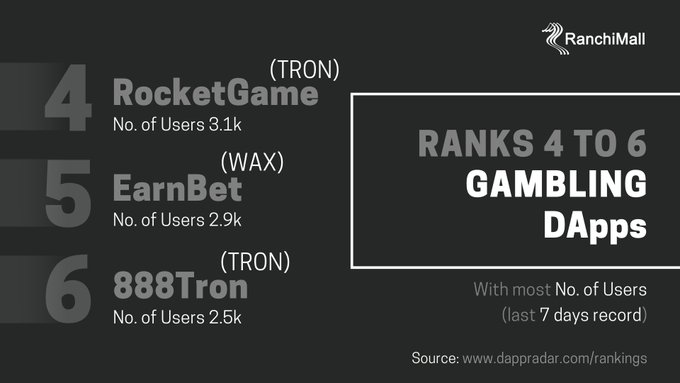 RanchiMall
4
(TRON)
RocketGame
No. of Users 3.1k
5
(WAX)
EarnBet
No. of Users 2.9k
6
(TRON)
888Tron
No. of Users 2.5k
RANKS 4 TO 6
GAMBLING
DApps
With most No. of Users
(last 7 days record)
Source: www.dappradar.com/rankings